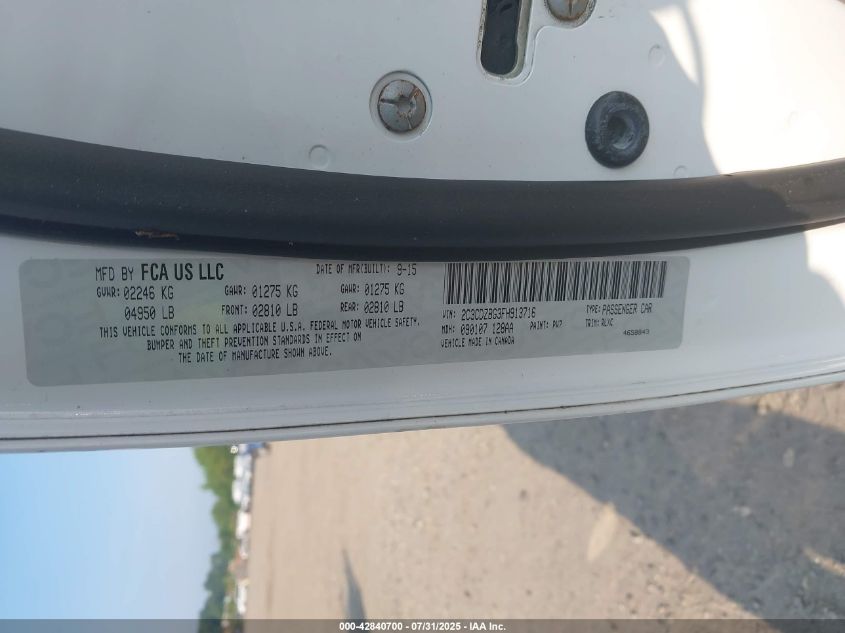 MFD BY FCA US LLC
DATE OF MFR(BUILT): 9-15
GVWR: 02246 KG GAWR: 01275 KG GAWR: 01275 KG
04950 LB FRONT: 02810 LB REAR: 02810 LB
THIS VEHICLE CONFORMS TO ALL APPLICABLE U.S.A. FEDERAL MOTOR VEHICLE SAFETY,
BUMPER AND THEFT PREVENTION STANDARDS IN EFFECT ON
THE DATE OF MANUFACTURE SHOWN ABOVE.
VIN: 2C3CDZBG3FH913716 TYPE: PASSENGER CAR
MDH: 090107 128AA PAINT: PW7 TRIM: RLXC
VEHICLE MADE IN CANADA 4658843
000-42840700 - 07/31/2025 - IAA Inc.